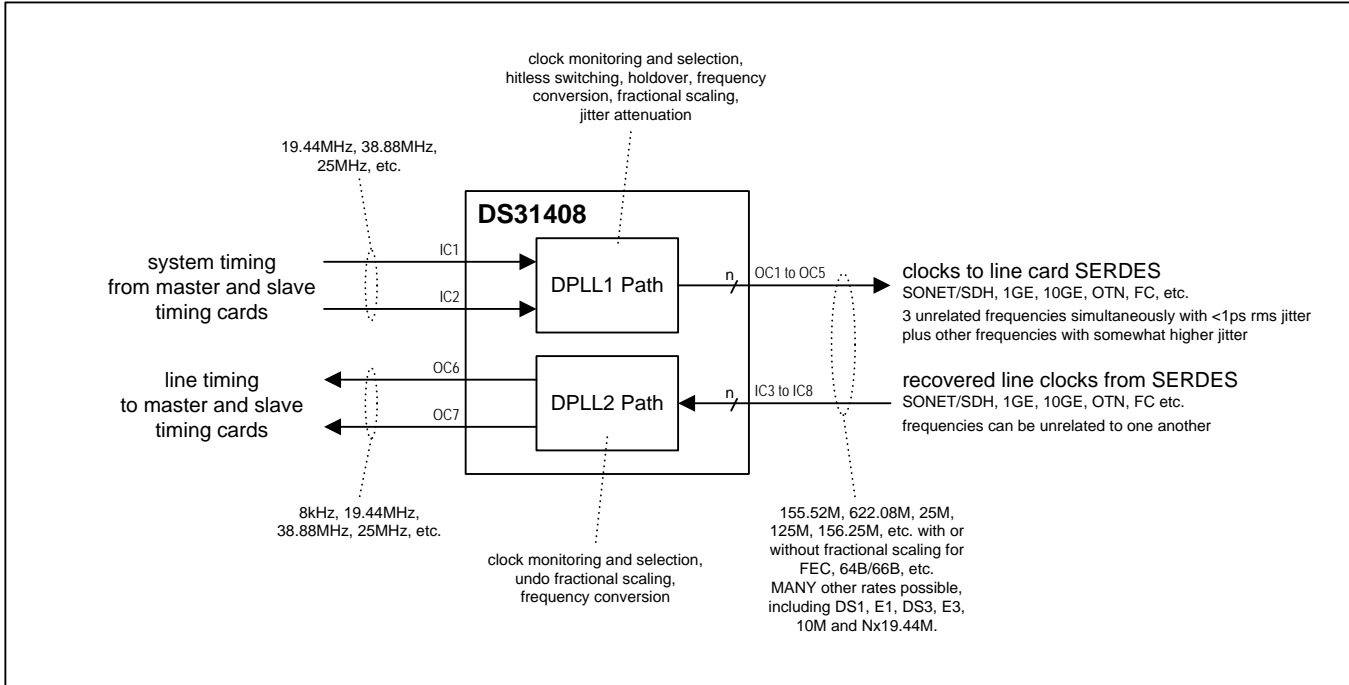 clock monitoring and selection,
hitless switching, holdover, frequency
conversion, fractional scaling,
jitter attenuation
19.44MHz, 38.88MHz,
25MHz, etc.
DS31408
system timing
from master and slave
timing cards
IC1
IC2
DPLL1 Path
n
OC1 to OC5
clocks to line card SERDES
SONET/SDH, 1GE, 10GE, OTN, FC, etc.
3 unrelated frequencies simultaneously with <1ps rms jitter
plus other frequencies with somewhat higher jitter
line timing
to master and slave
timing cards
OC6
OC7
DPLL2 Path
n
IC3 to IC8
recovered line clocks from SERDES
SONET/SDH, 1GE, 10GE, OTN, FC etc.
frequencies can be unrelated to one another
8kHz, 19.44MHz,
38.88MHz, 25MHz, etc.
clock monitoring and selection,
undo fractional scaling,
frequency conversion
155.52M, 622.08M, 25M,
125M, 156.25M, etc. with or
without fractional scaling for
FEC, 64B/66B, etc.
MANY other rates possible,
including DS1, E1, DS3, E3,
10M and Nx19.44M.